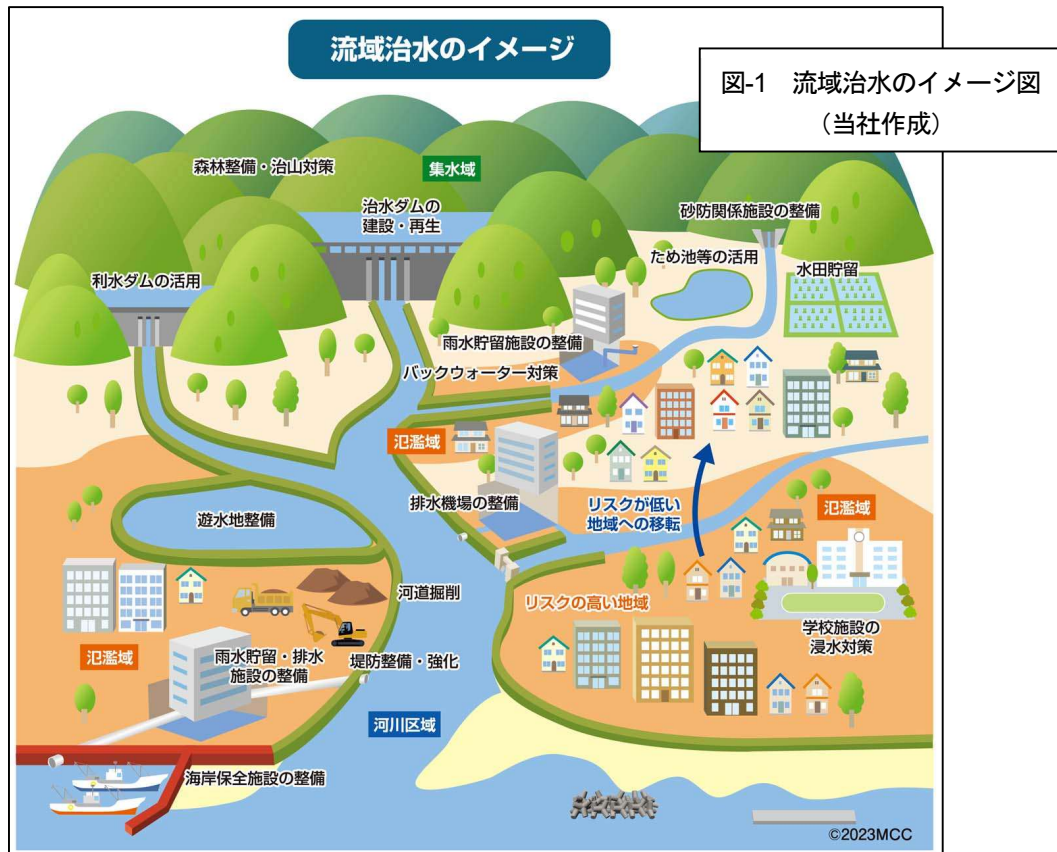 流域治水のイメージ
図-1 流域治水のイメージ図
(当社作成)
森林整備・治山対策
集水域
治水ダムの
建設・再生
砂防関係施設の整備
ため池等の活用
水田貯留
利水ダムの活用
雨水貯留施設の整備
バックウォーター対策
氾濫域
排水機場の整備
リスクが低い
地域への移転
氾濫域
遊水地整備
河道掘削
リスクの高い地域
学校施設の
浸水対策
氾濫域
雨水貯留・排水
施設の整備
堤防整備・強化
河川区域
海岸保全施設の整備
©2023MCC